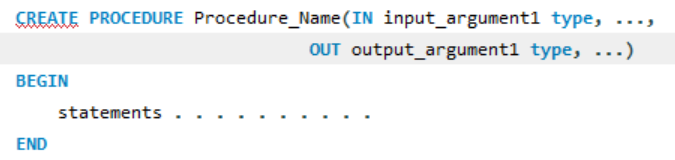 CREATE PROCEDURE Procedure_Name(IN input_argument1 type, ...,
OUT output_argument1 type, ...)
BEGIN
statements . . . . . . . . . .
END